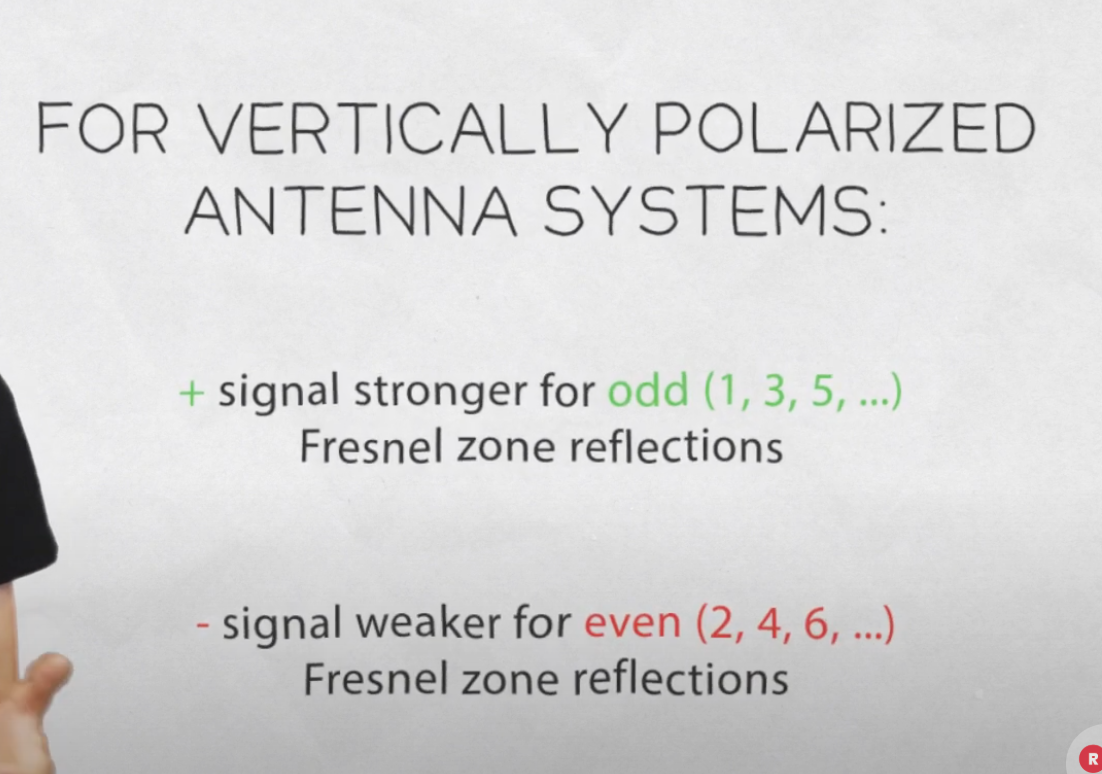 FOR VERTICALLY POLARIZED
ANTENNA SYSTEMS:
+ signal stronger for odd (1, 3, 5, ...)
Fresnel zone reflections
- signal weaker for even (2, 4, 6, ...)
Fresnel zone reflections
R